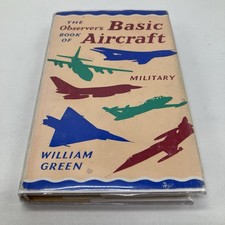 THE
Observer's
BOOK OF
Basic
Aircraft
MILITARY
WILLIAM
GREEN